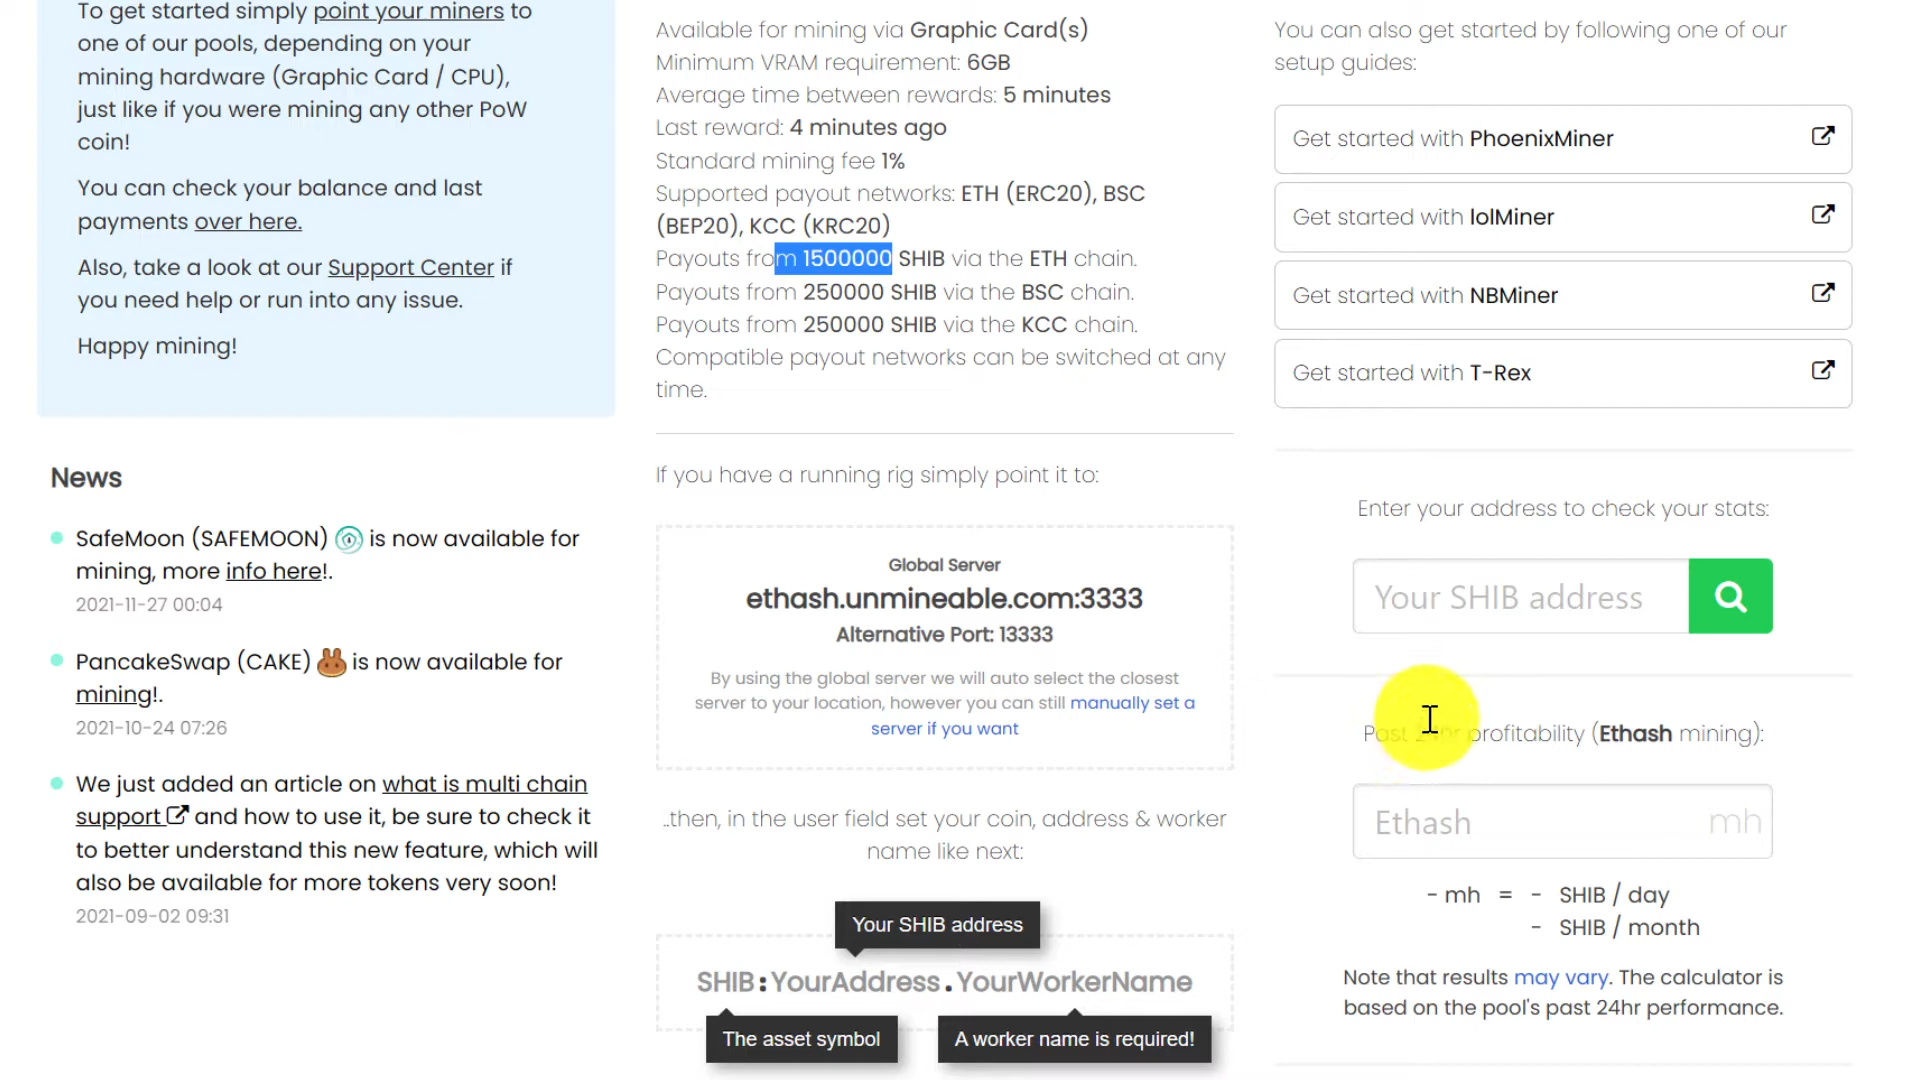 To get started simply point your miners to
one of our pools, depending on your
mining hardware (Graphic Card / CPU),
just like if you were mining any other PoW
coin!
You can check your balance and last
payments over here.
Also, take a look at our Support Center if
you need help or run into any issue.
Happy mining!
News
SafeMoon (SAFEMOON) is now available for
mining, more info here!.
2021-11-27 00:04
PancakeSwap (CAKE) is now available for
mining!.
2021-10-24 07:26
We just added an article on what is multi chain
support and how to use it, be sure to check it
to better understand this new feature, which will
also be available for more tokens very soon!
2021-09-02 09:31
Available for mining via Graphic Card(s)
Minimum VRAM requirement: 6GB
Average time between rewards: 5 minutes
Last reward: 4 minutes ago
Standard mining fee 1%
Supported payout networks: ETH (ERC20), BSC
(BEP20), KCC (KRC20)
Payouts from 1500000 SHIB via the ETH chain.
Payouts from 250000 SHIB via the BSC chain.
Payouts from 250000 SHIB via the KCC chain.
Compatible payout networks can be switched at any
time.
If you have a running rig simply point it to:
Global Server
ethash.unmineable.com:3333
Alternative Port: 13333
By using the global server we will auto select the closest
server to your location, however you can still manually set a
server if you want
..then, in the user field set your coin, address & worker
name like next:
Your SHIB address
SHIB:YourAddress.YourWorkerName
The asset symbol
A worker name is required!
You can also get started by following one of our
setup guides:
Get started with PhoenixMiner
Get started with lolMiner
Get started with NBMiner
Get started with T-Rex
Enter your address to check your stats:
Your SHIB address
Past 24hr profitability (Ethash mining):
Ethash mh
- mh = - SHIB / day
- SHIB / month
Note that results may vary. The calculator is
based on the pool's past 24hr performance.